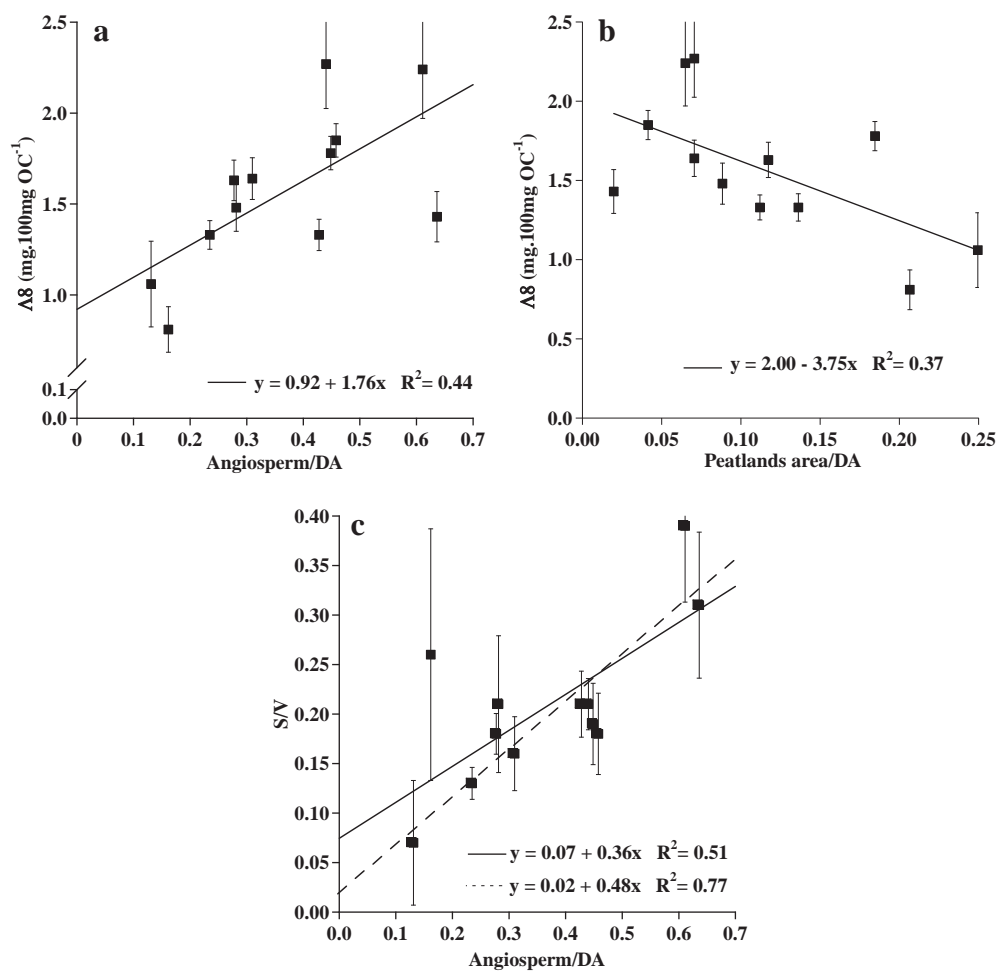 a
2.5
2.0
1.5
1.0
0.1
0.0
Λ8 (mg.100mg OC⁻¹)
y = 0.92 + 1.76x R²= 0.44
0 0.1 0.2 0.3 0.4 0.5 0.6 0.7
Angiosperm/DA
b
2.5
2.0
1.5
1.0
0.5
0.0
Λ8 (mg.100mg OC⁻¹)
y = 2.00 - 3.75x R²= 0.37
0.00 0.05 0.10 0.15 0.20 0.25
Peatlands area/DA
c
0.40
0.35
0.30
0.25
0.20
0.15
0.10
0.05
0.00
S/V
y = 0.07 + 0.36x R²= 0.51
y = 0.02 + 0.48x R²= 0.77
0.0 0.1 0.2 0.3 0.4 0.5 0.6 0.7
Angiosperm/DA